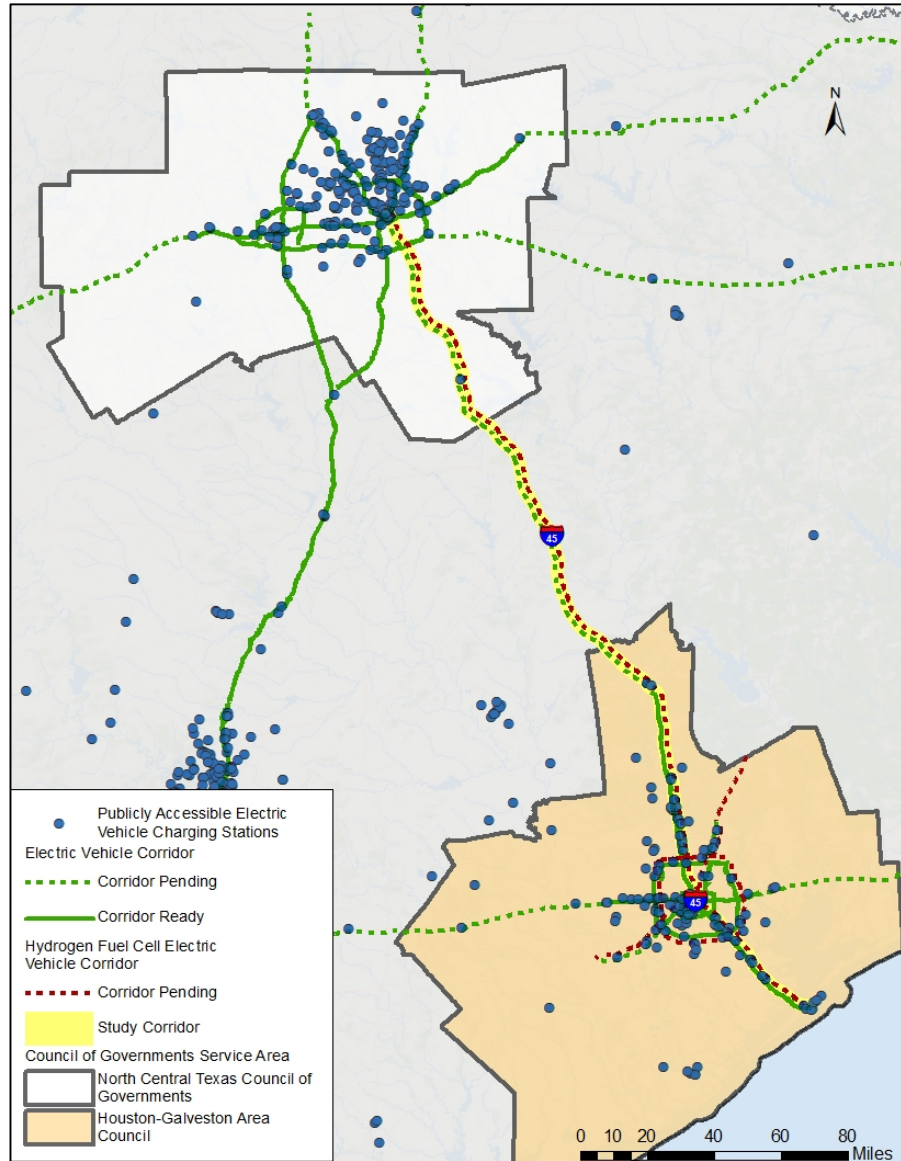 N
45
45
Publicly Accessible Electric
Vehicle Charging Stations
Electric Vehicle Corridor
Corridor Pending
Corridor Ready
Hydrogen Fuel Cell Electric
Vehicle Corridor
Corridor Pending
Study Corridor
Council of Governments Service Area
North Central Texas Council of
Governments
Houston-Galveston Area
Council
0 10 20 40 60 80
Miles